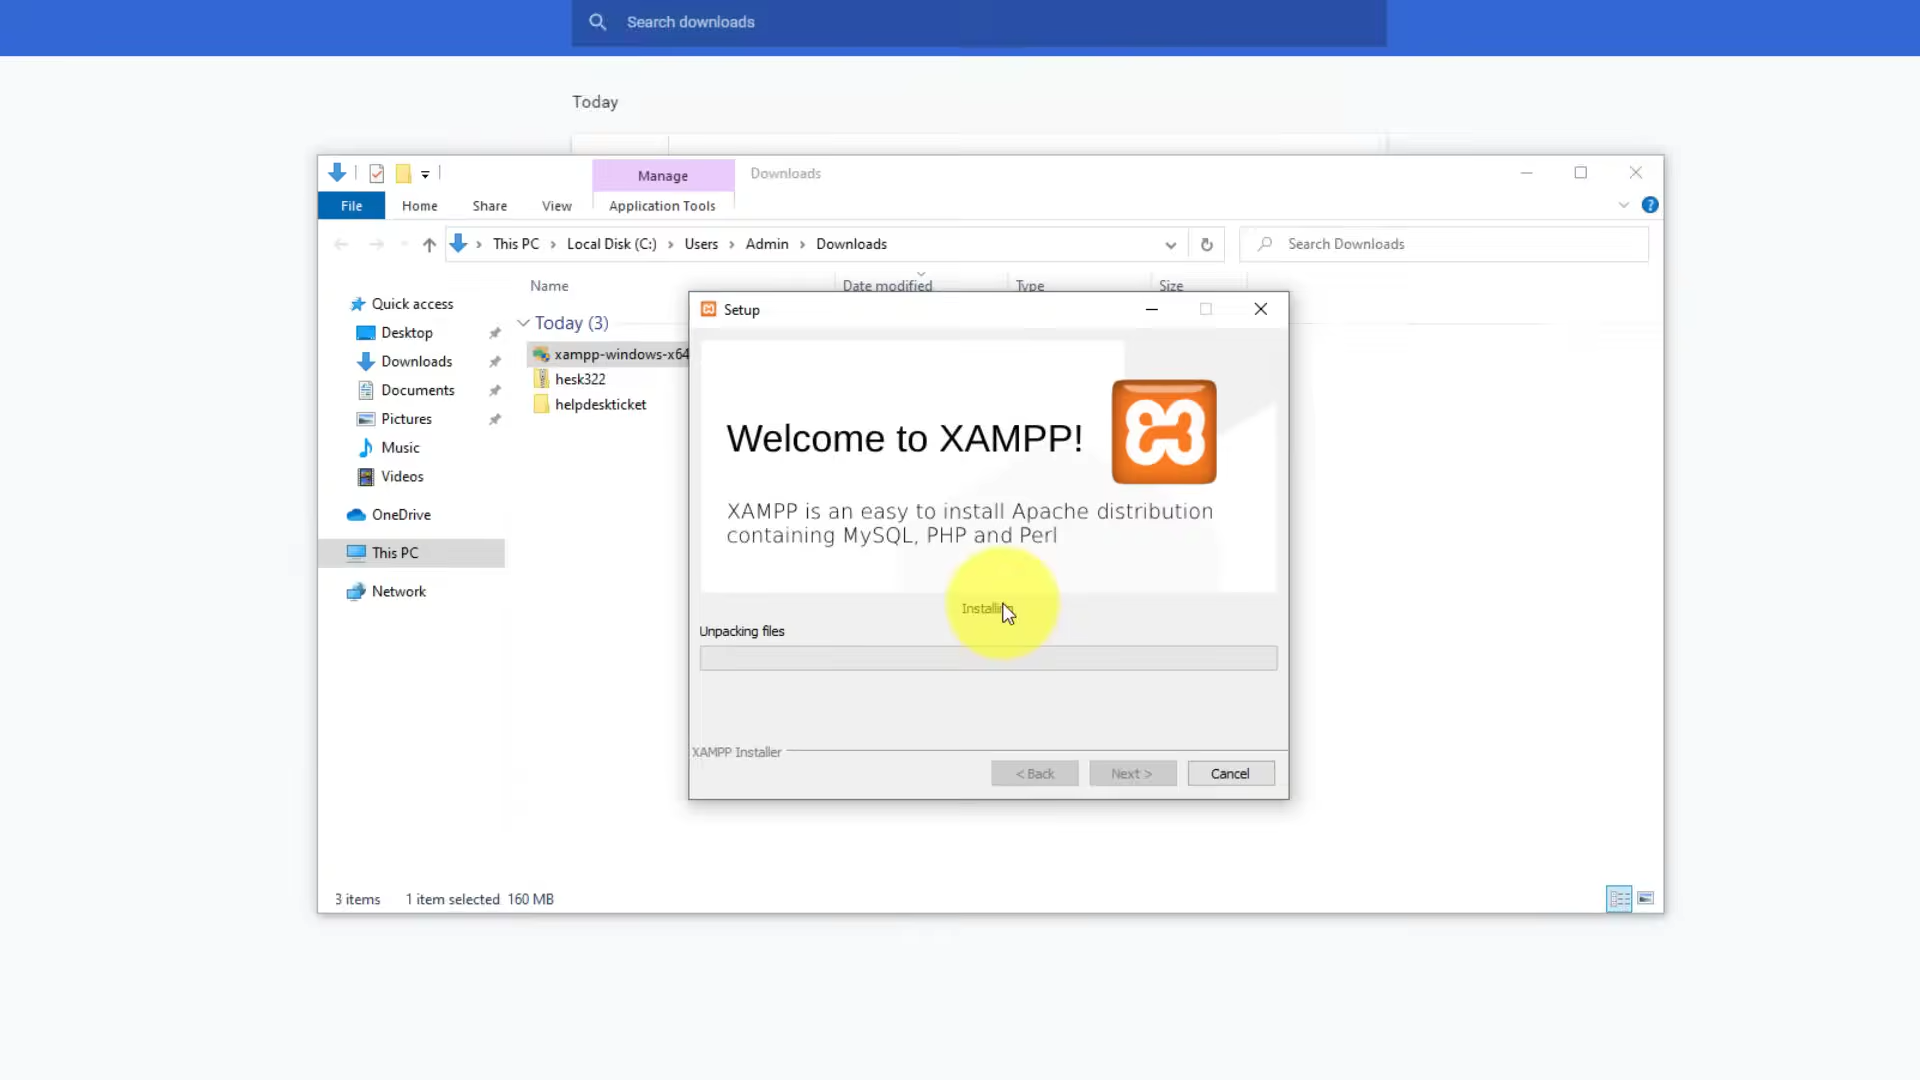 Search downloads
Today
Manage
Downloads
File
Home
Share
View
Application Tools
This PC
Local Disk (C:)
Users
Admin
Downloads
Search Downloads
Name
Date modified
Type
Size
Quick access
Desktop
Downloads
Documents
Pictures
Music
Videos
OneDrive
This PC
Network
Today (3)
xampp-windows-x64
hesk322
helpdeskticket
Setup
Welcome to XAMPP!
XAMPP is an easy to install Apache distribution
containing MySQL, PHP and Perl
Installing
Unpacking files
XAMPP Installer
< Back
Next >
Cancel
3 items
1 item selected 160 MB